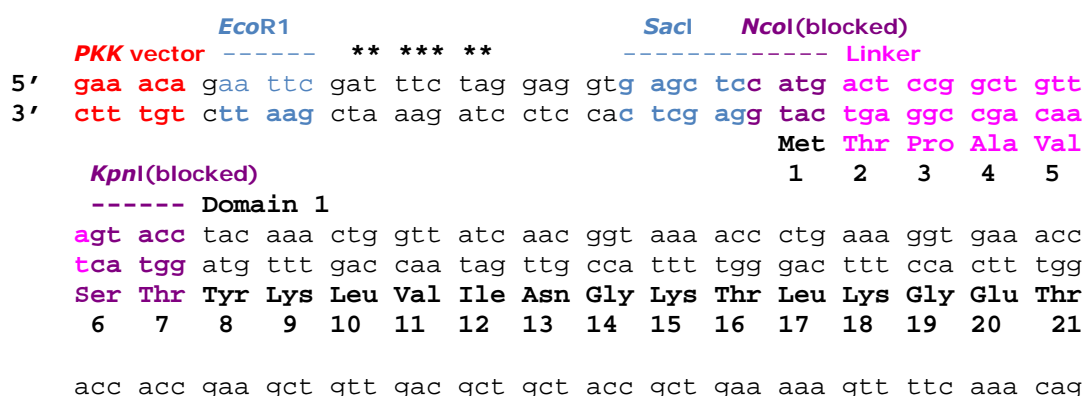 EcoR1 SacI NcoI(blocked)
PKK vector ------ ** *** ** -------------- Linker
5’ gaa aca gaa ttc gat ttc tag gag gtg agc tcc atg act ccg gct gtt
3’ ctt tgt ctt aag cta aag atc ctc cac tcg agg tac tga ggc cga caa
Met Thr Pro Ala Val
KpnI(blocked) 1 2 3 4 5
------ Domain 1
agt acc tac aaa ctg gtt atc aac ggt aaa acc ctg aaa ggt gaa acc
tca tgg atg ttt gac caa tag ttg cca ttt tgg gac ttt cca ctt tgg
Ser Thr Tyr Lys Leu Val Ile Asn Gly Lys Thr Leu Lys Gly Glu Thr
6 7 8 9 10 11 12 13 14 15 16 17 18 19 20 21
acc acc gaa gct gtt gac gct gct acc gct gaa aaa gtt ttc aaa cag